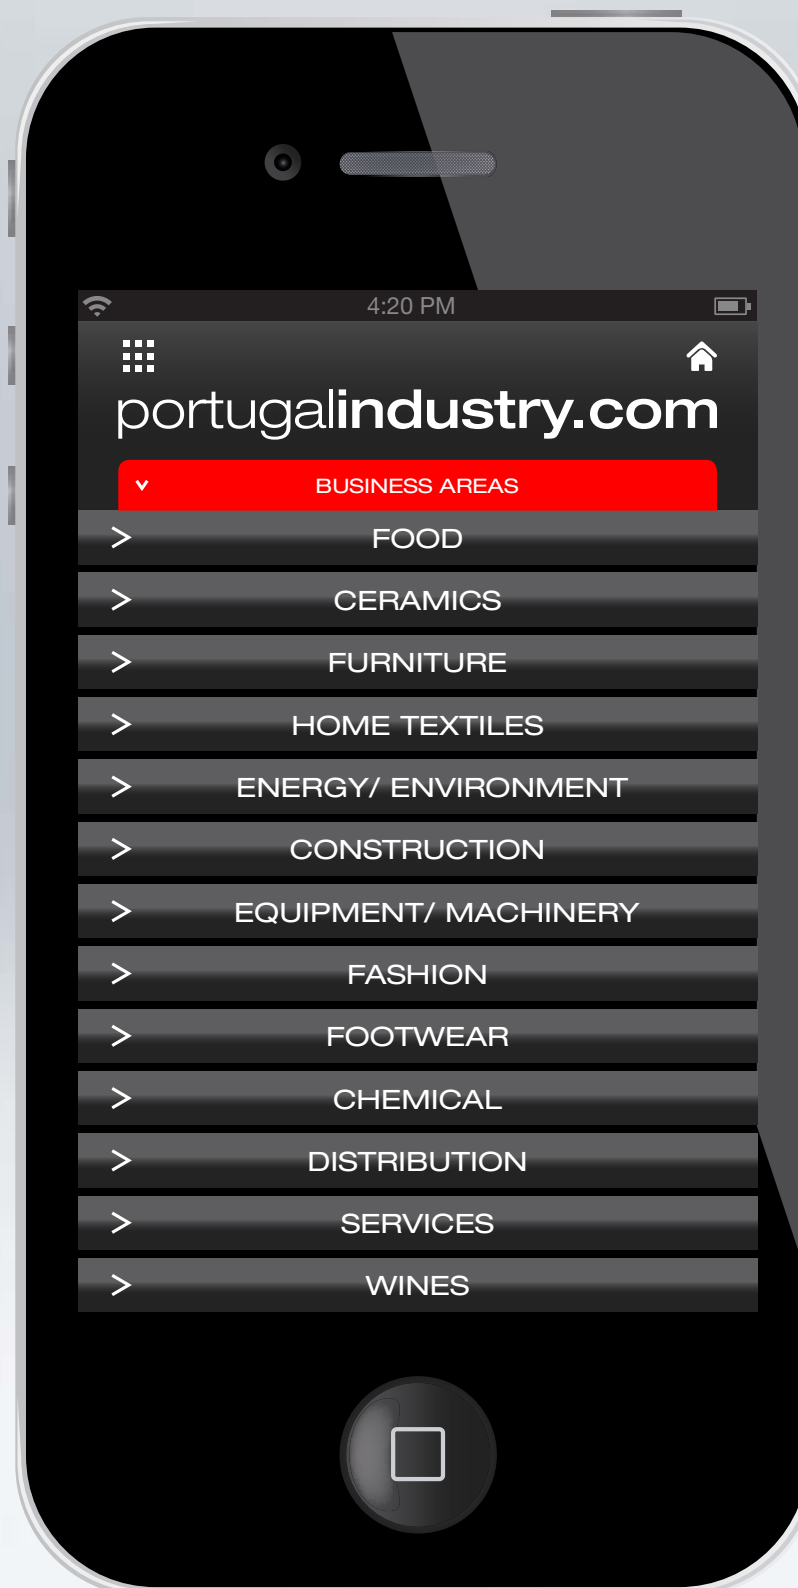 4:20 PM
portugalindustry.com
BUSINESS AREAS
> FOOD
> CERAMICS
> FURNITURE
> HOME TEXTILES
> ENERGY/ ENVIRONMENT
> CONSTRUCTION
> EQUIPMENT/ MACHINERY
> FASHION
> FOOTWEAR
> CHEMICAL
> DISTRIBUTION
> SERVICES
> WINES